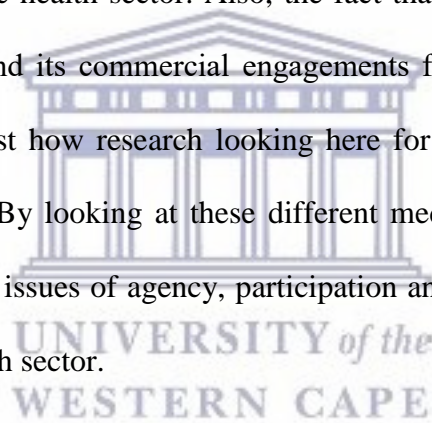 e health sector. Also, the fact tha
nd its commercial engagements f
st how research looking here for
By looking at these different me
issues of agency, participation an
UNIVERSITY of the
h sector.
WESTERN CAPE